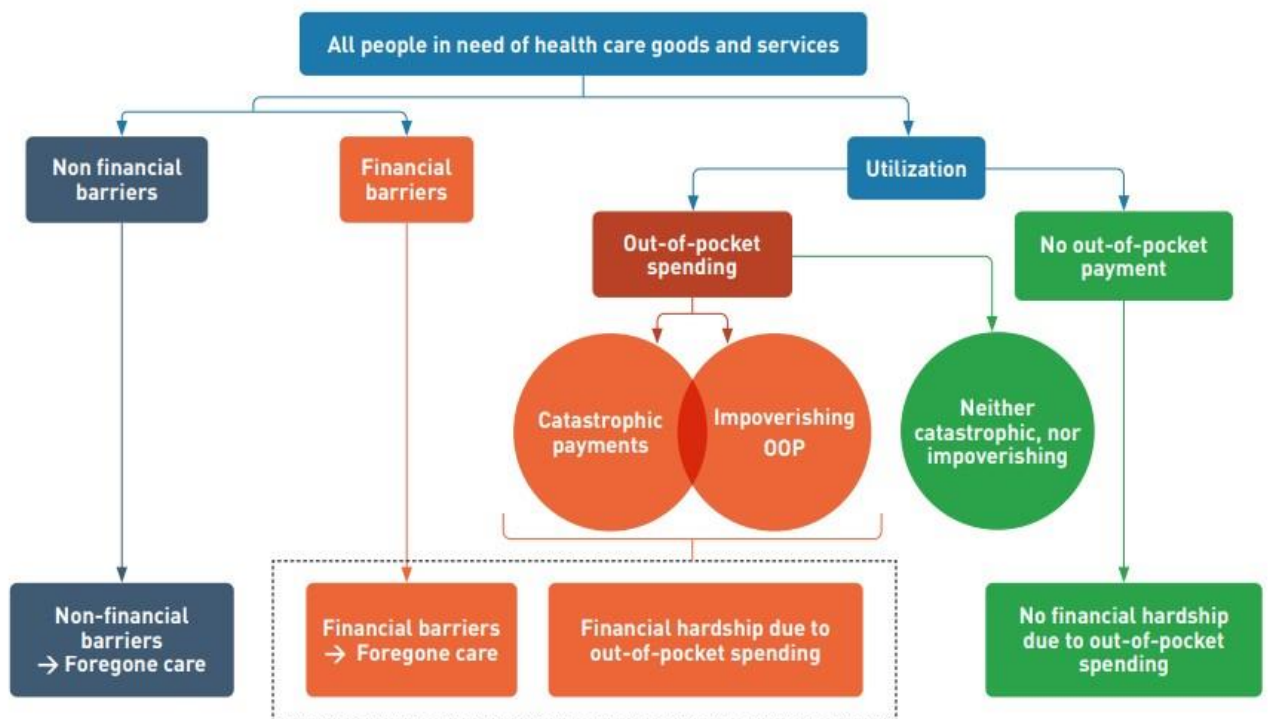 All people in need of health care goods and services
Non financial
barriers
Financial
barriers
Utilization
Out-of-pocket
spending
No out-of-pocket
payment
Catastrophic
payments
Impoverishing
OOP
Neither
catastrophic, nor
impoverishing
Non-financial
barriers
→ Foregone care
Financial barriers
→ Foregone care
Financial hardship due to
out-of-pocket spending
No financial hardship
due to out-of-pocket
spending